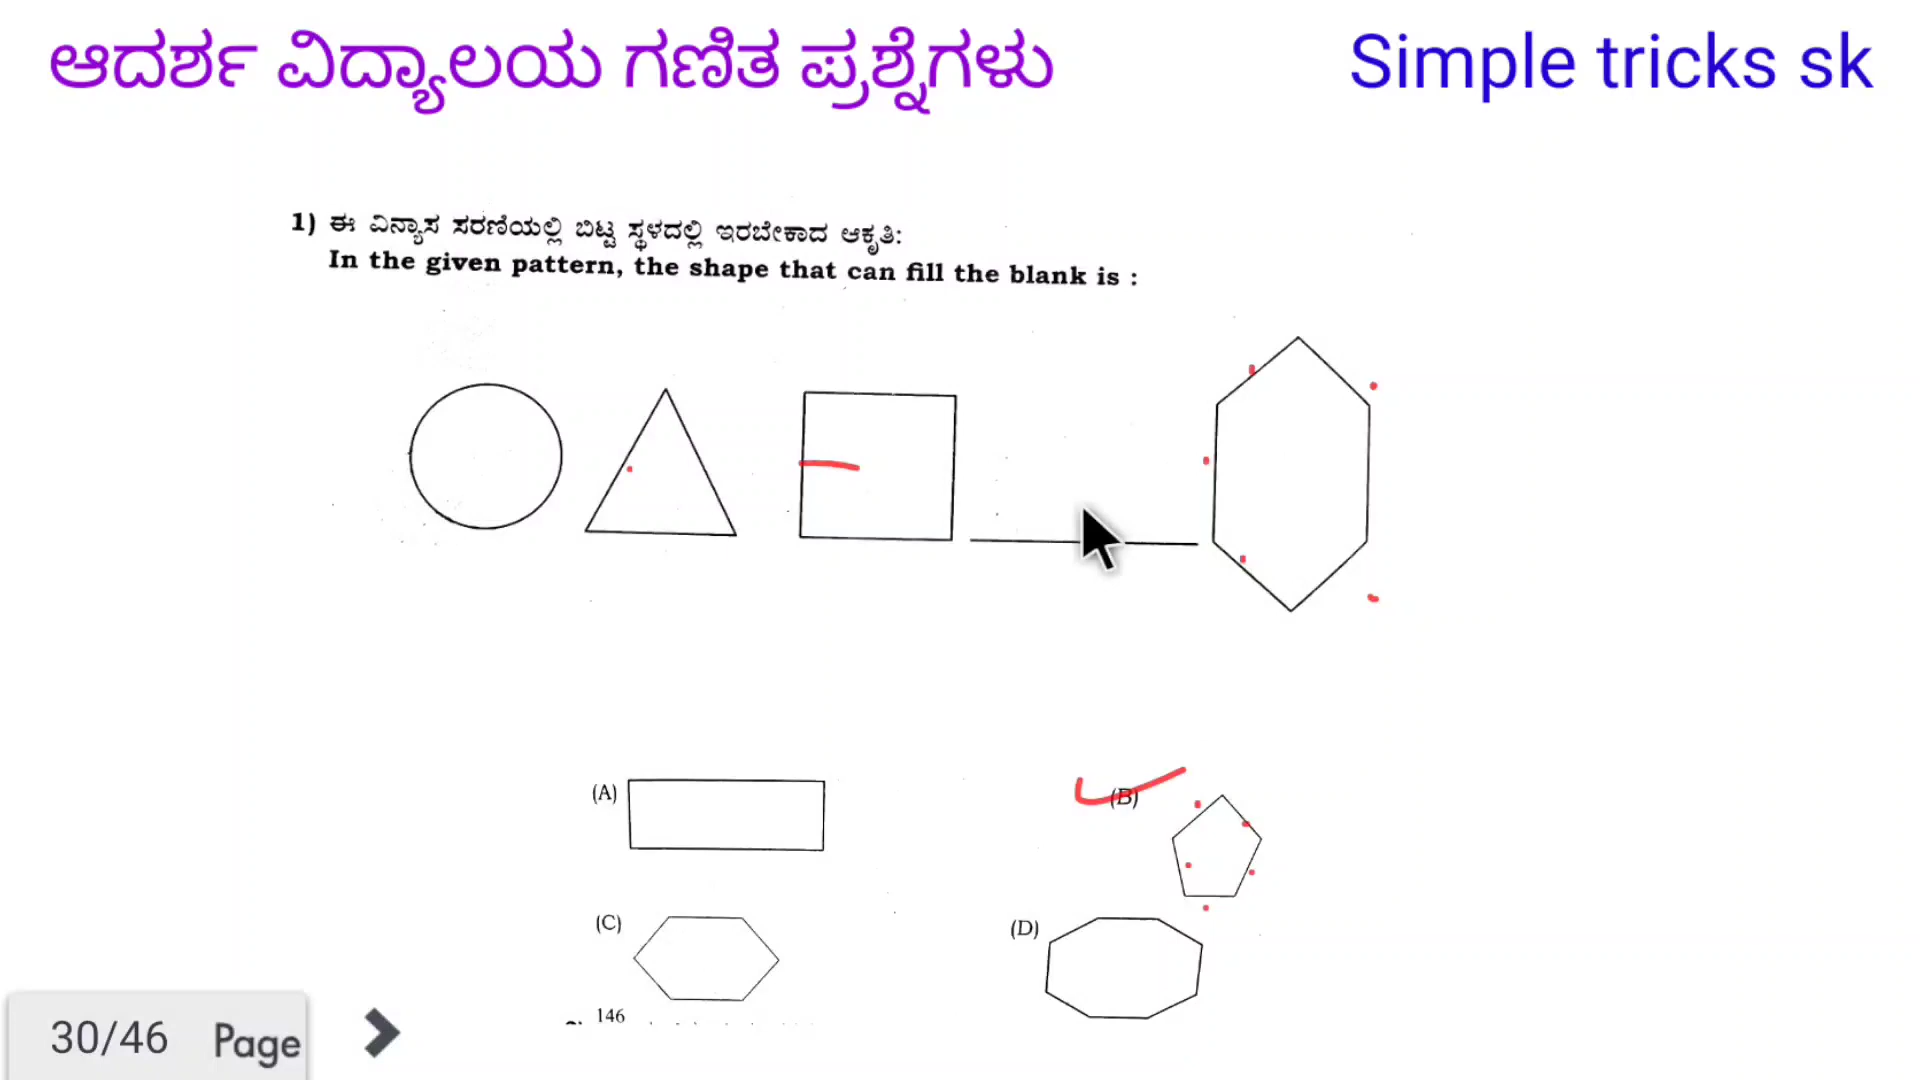 ಆದರ್ಶ ವಿದ್ಯಾಲಯ ಗಣಿತ ಪ್ರಶ್ನೆಗಳು
Simple tricks sk
1) ಈ ವಿನ್ಯಾಸ ಸರಣಿಯಲ್ಲಿ ಬಿಟ್ಟ ಸ್ಥಳದಲ್ಲಿ ಇರಬೇಕಾದ ಆಕೃತಿ:
In the given pattern, the shape that can fill the blank is :
(A)
(B)
(C)
(D)
146
30/46 Page